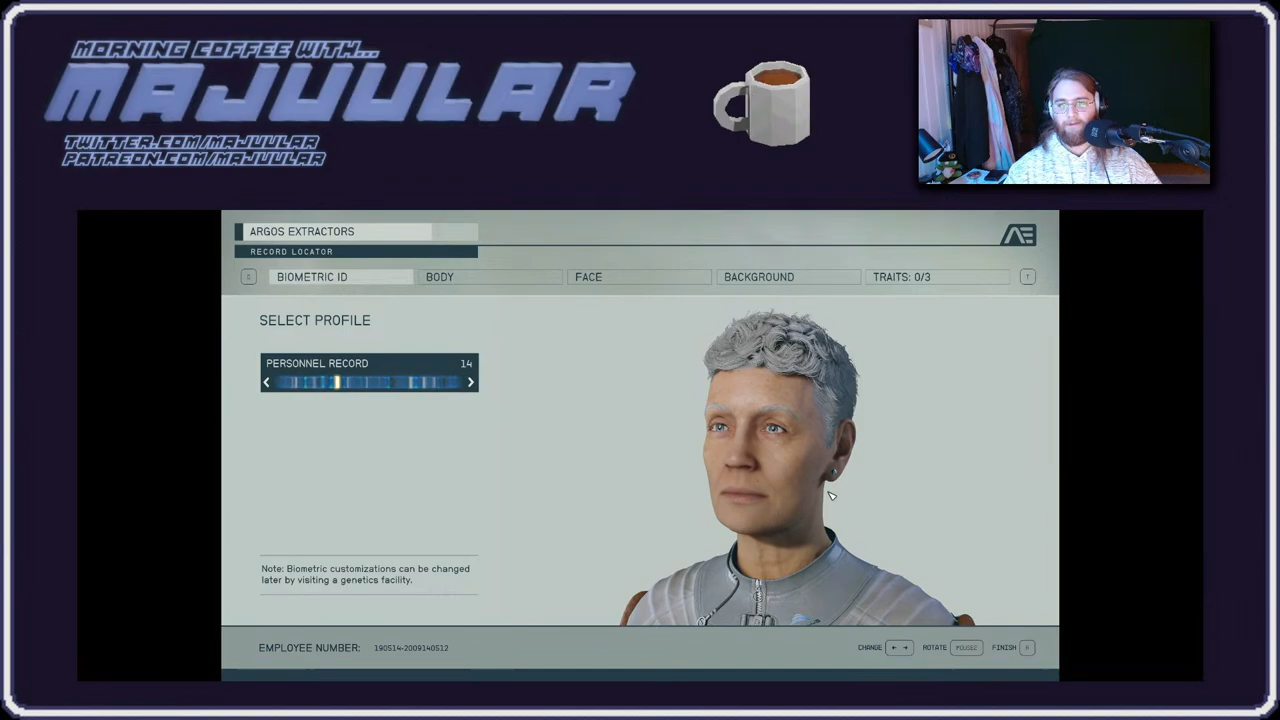 MORNING COFFEE WITH...
MAJUULAR
TWITTER.COM/MAJUULAR
PATREON.COM/MAJUULAR
ARGOS EXTRACTORS
RECORD LOCATOR
BIOMETRIC ID
BODY
FACE
BACKGROUND
TRAITS: 0/3
SELECT PROFILE
PERSONNEL RECORD 14
Note: Biometric customizations can be changed
later by visiting a genetics facility.
EMPLOYEE NUMBER: 190514-2009140512
CHANGE ROTATE MOUSE2 FINISH